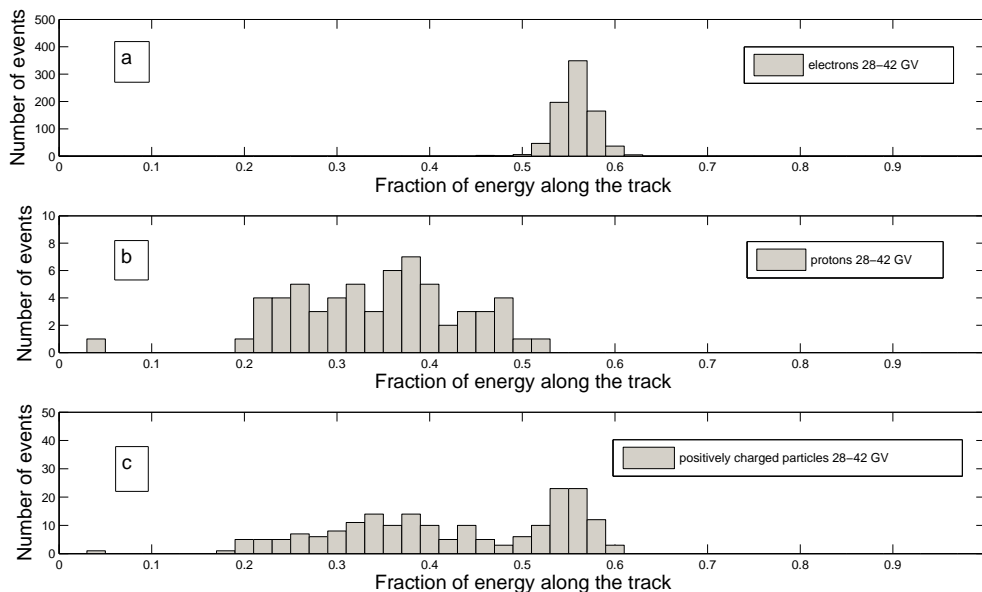 500
400
300
200
100
0
Number of events
a
electrons 28−42 GV
0 0.1 0.2 0.3 0.4 0.5 0.6 0.7 0.8 0.9
Fraction of energy along the track
10
8
6
4
2
0
Number of events
b
protons 28−42 GV
0 0.1 0.2 0.3 0.4 0.5 0.6 0.7 0.8 0.9
Fraction of energy along the track
50
40
30
20
10
0
Number of events
c
positively charged particles 28−42 GV
0 0.1 0.2 0.3 0.4 0.5 0.6 0.7 0.8 0.9
Fraction of energy along the track